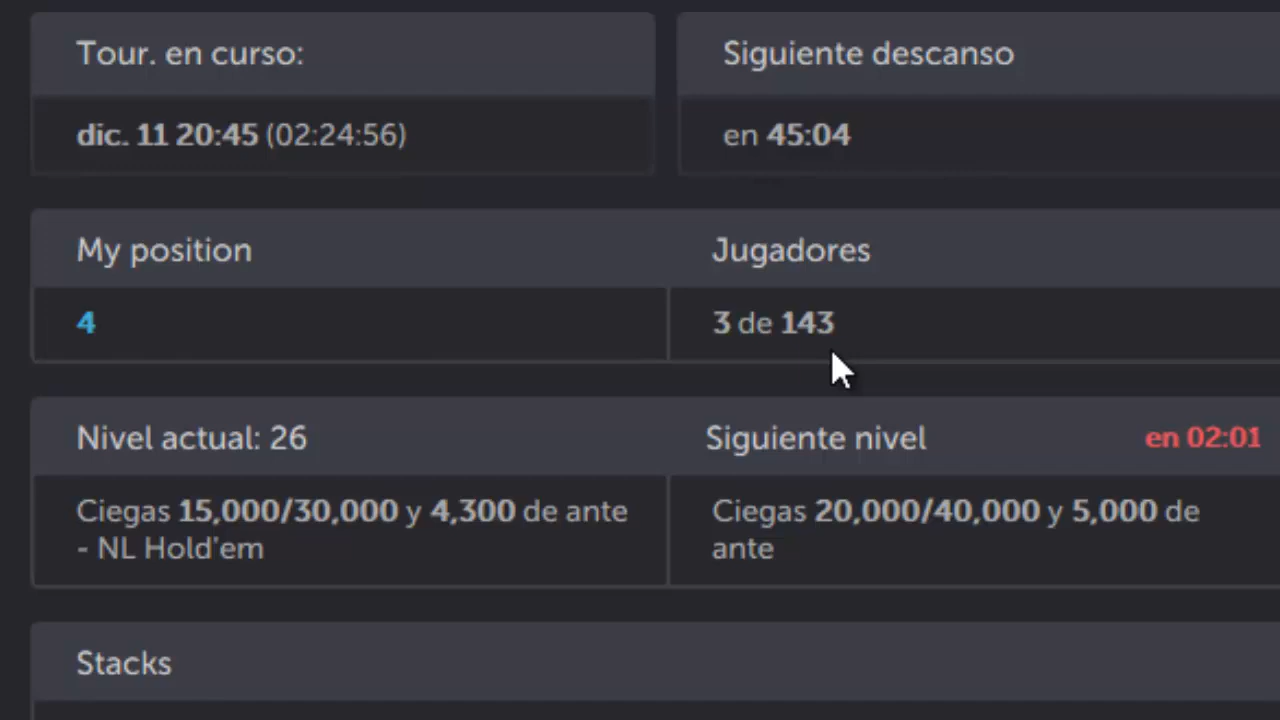 Tour. en curso:
Siguiente descanso
dic. 11 20:45 (02:24:56)
en 45:04
My position
Jugadores
4
3 de 143
Nivel actual: 26
Siguiente nivel
en 02:01
Ciegas 15,000/30,000 y 4,300 de ante
- NL Hold'em
Ciegas 20,000/40,000 y 5,000 de
ante
Stacks